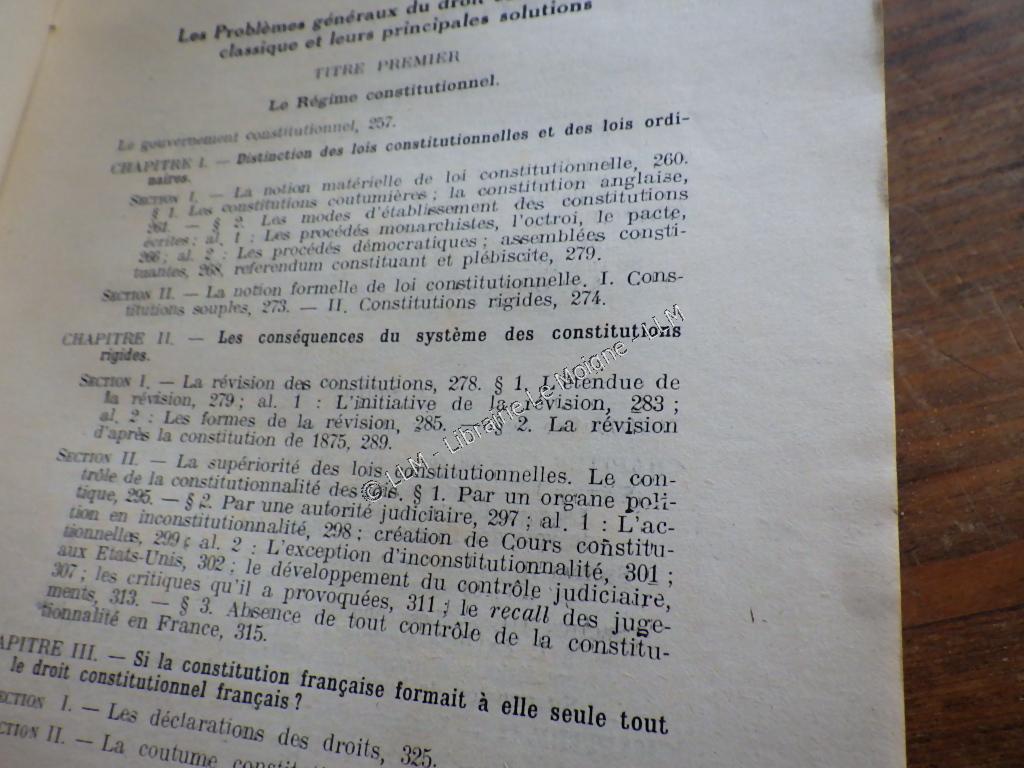 Les Problèmes généraux du droit
classique et leurs principales solutions
TITRE PREMIER
Le Régime constitutionnel.
Le gouvernement constitutionnel, 257.
CHAPITRE I. — Distinction des lois constitutionnelles et des lois ordi-
naires.
SECTION I. — La notion matérielle de loi constitutionnelle, 260.
§ 1. Les constitutions coutumières ; la constitution anglaise,
261. — § 2. Les modes d'établissement des constitutions
écrites ; al. 1 : Les procédés monarchistes, l'octroi, le pacte,
266 ; al. 2 : Les procédés démocratiques ; assemblées consti-
tuantes, 268, referendum constituant et plébiscite, 279.
SECTION II. — La notion formelle de loi constitutionnelle. I. Cons-
titutions souples, 273. — II. Constitutions rigides, 274.
CHAPITRE II. — Les conséquences du système des constitutions
rigides.
SECTION I. — La révision des constitutions, 278. § 1. L'étendue de
la révision, 279 ; al. 1 : L'initiative de la révision, 283 ;
al. 2 : Les formes de la révision, 285. — § 2. La révision
d'après la constitution de 1875, 289.
SECTION II. — La supériorité des lois constitutionnelles. Le con-
trôle de la constitutionnalité des lois. § 1. Par un organe poli-
tique, 295. — § 2. Par une autorité judiciaire, 297 ; al. 1 : L'ac-
tion en inconstitutionnalité, 298 ; création de Cours constitu-
tionnelles, 299 ; al. 2 : L'exception d'inconstitutionnalité, 301 ;
aux Etats-Unis, 302 ; le développement du contrôle judiciaire,
307 ; les critiques qu'il a provoquées, 311 ; le recall des juge-
ments, 313. — § 3. Absence de tout contrôle de la constitu-
tionnalité en France, 315.
APITRE III. — Si la constitution française formait à elle seule tout
le droit constitutionnel français ?
ECTION I. — Les déclarations des droits, 325.
ECTION II. — La coutume constit
© LLM - Librairie Le Moigne - LLM